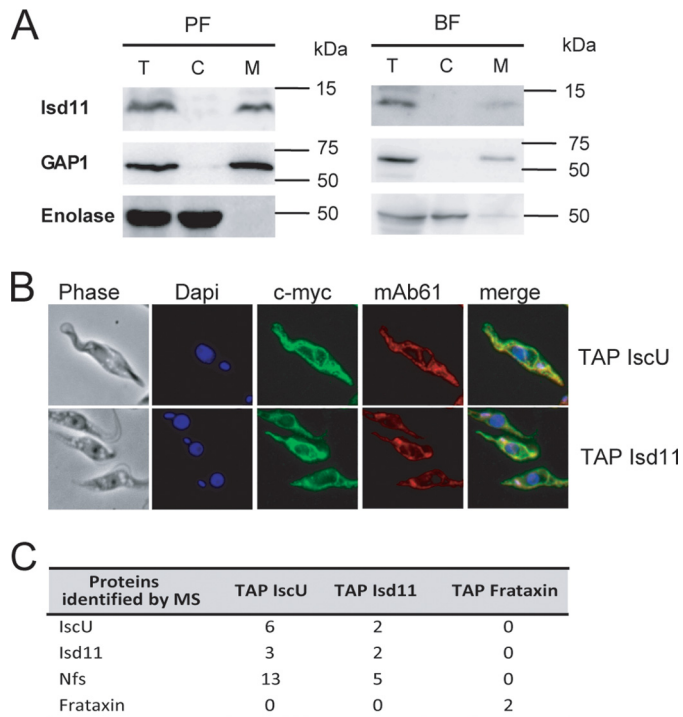 A
PF
BF
kDa
kDa
T C M
T C M
Isd11
15
15
GAP1
75
50
75
50
Enolase
50
50
B
Phase Dapi c-myc mAb61 merge
TAP IscU
TAP Isd11
C
Proteins identified by MS TAP IscU TAP Isd11 TAP Frataxin
IscU 6 2 0
Isd11 3 2 0
Nfs 13 5 0
Frataxin 0 0 2